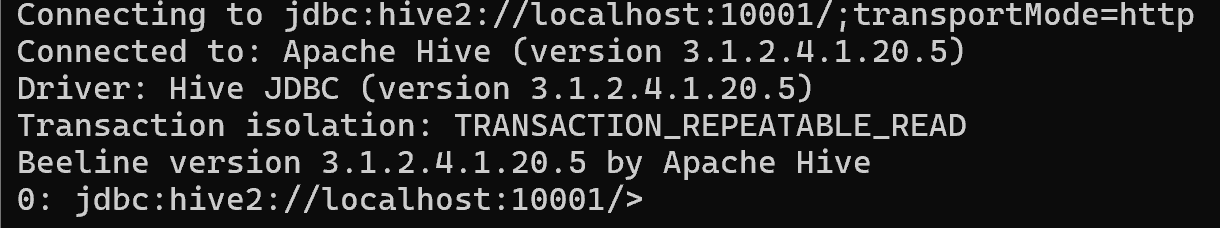 Connecting to jdbc:hive2://localhost:10001/;transportMode=http
Connected to: Apache Hive (version 3.1.2.4.1.20.5)
Driver: Hive JDBC (version 3.1.2.4.1.20.5)
Transaction isolation: TRANSACTION_REPEATABLE_READ
Beeline version 3.1.2.4.1.20.5 by Apache Hive
0: jdbc:hive2://localhost:10001/>